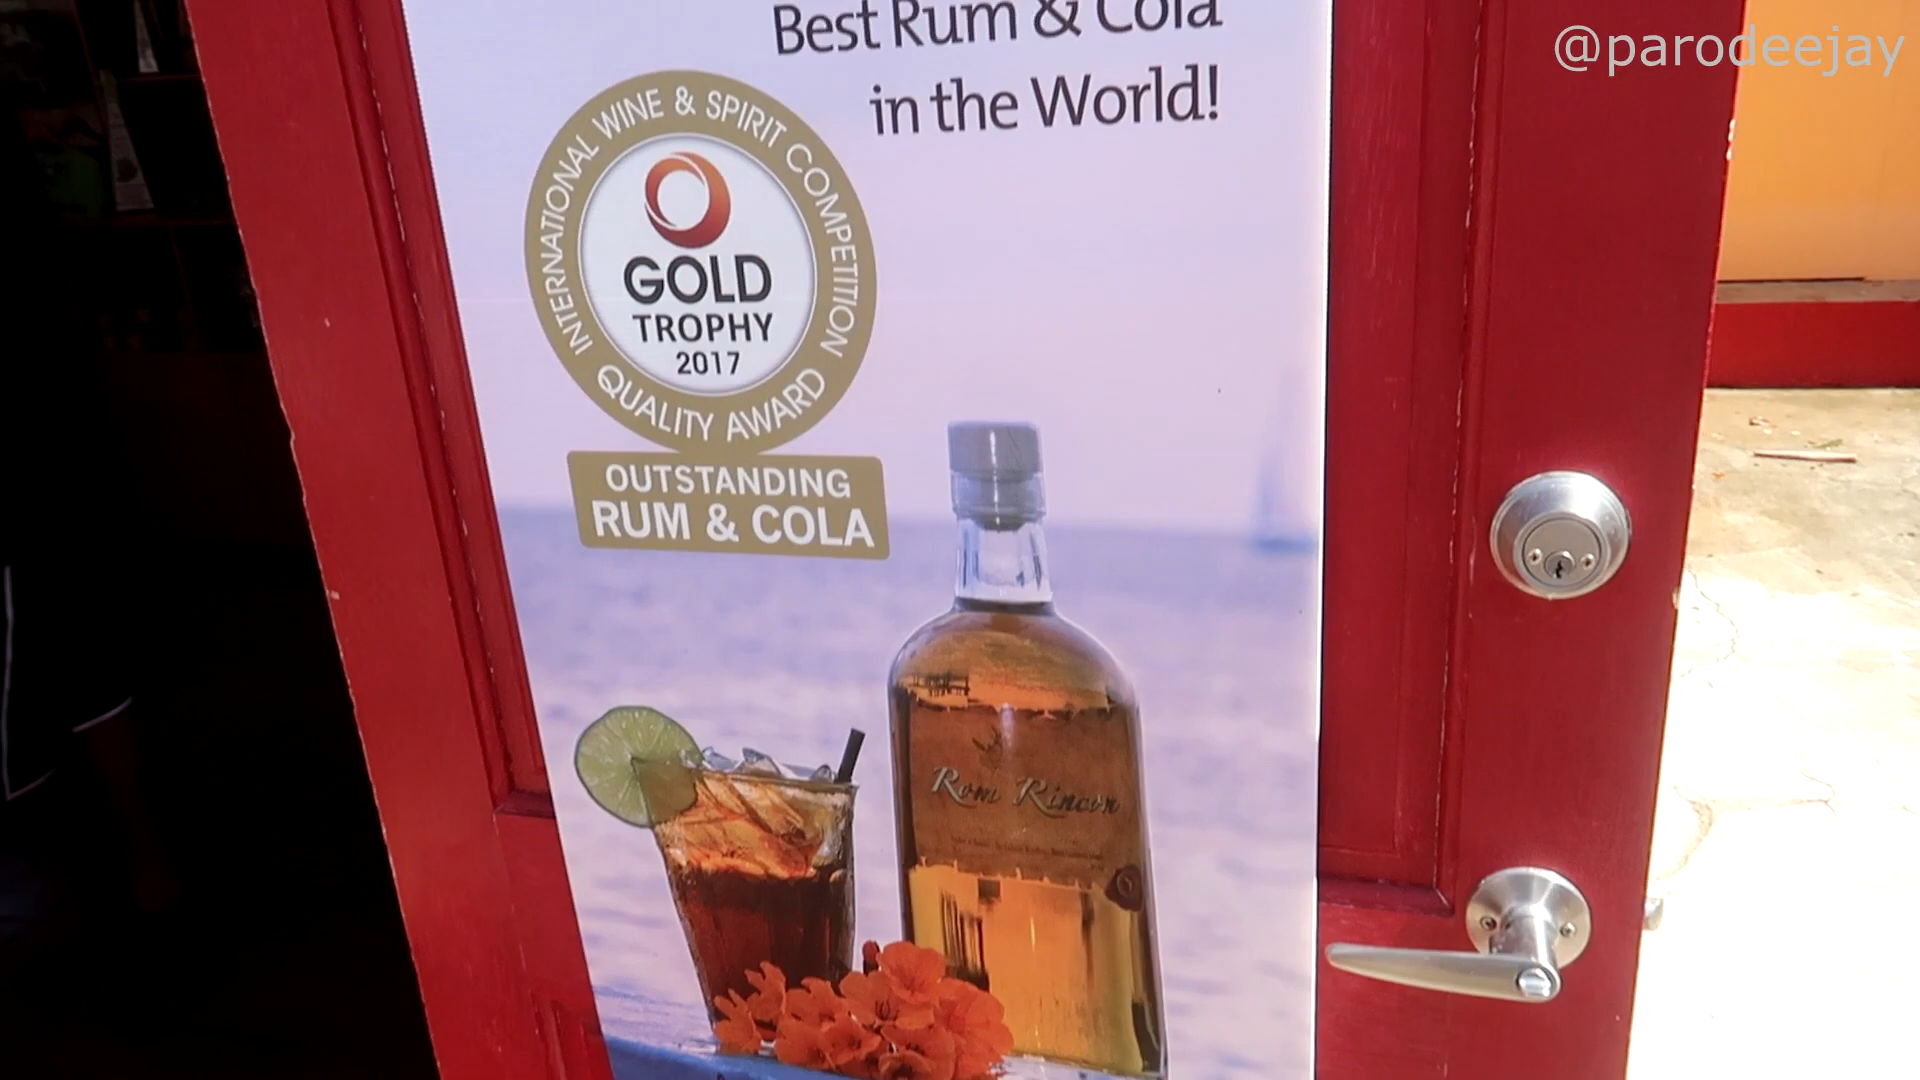 @parodeejay
Best Rum & Cola
in the World!
INTERNATIONAL WINE & SPIRIT COMPETITION
GOLD
TROPHY
2017
QUALITY AWARD
OUTSTANDING
RUM & COLA
Rom Rincon